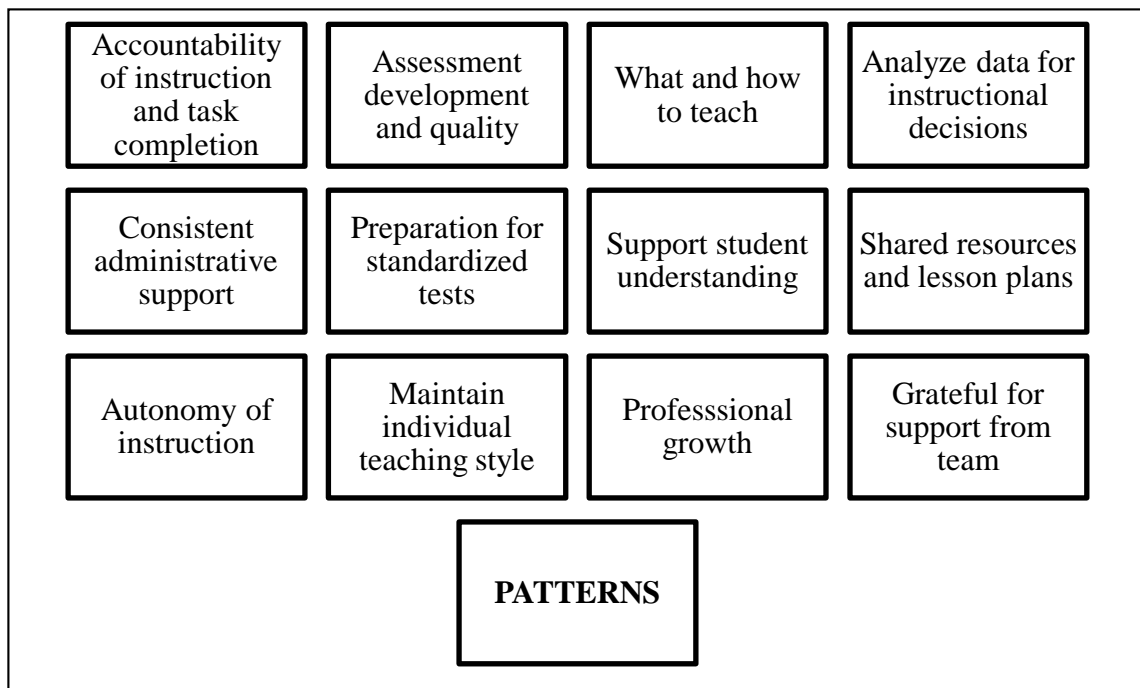 Accountability
of instruction
and task
completion
Assessment
development
and quality
What and how
to teach
Analyze data for
instructional
decisions
Consistent
administrative
support
Preparation for
standardized
tests
Support student
understanding
Shared resources
and lesson plans
Autonomy of
instruction
Maintain
individual
teaching style
Professsional
growth
Grateful for
support from
team
PATTERNS